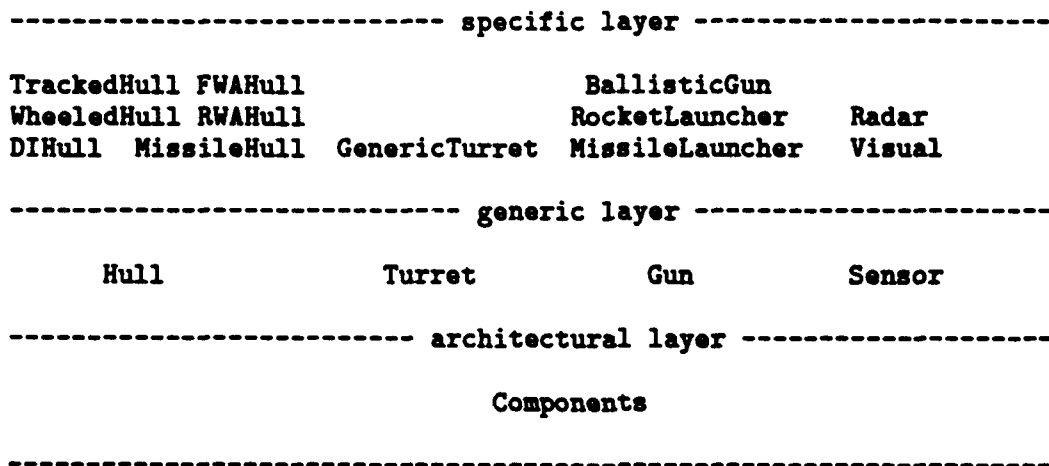 ---------------------------- specific layer -----------------------
TrackedHull FWAHull BallisticGun
WheeledHull RWAHull RocketLauncher Radar
DIHull MissileHull GenericTurret MissileLauncher Visual
----------------------------- generic layer -----------------------
Hull Turret Gun Sensor
-------------------------- architectural layer --------------------
Components
-------------------------------------------------------------------